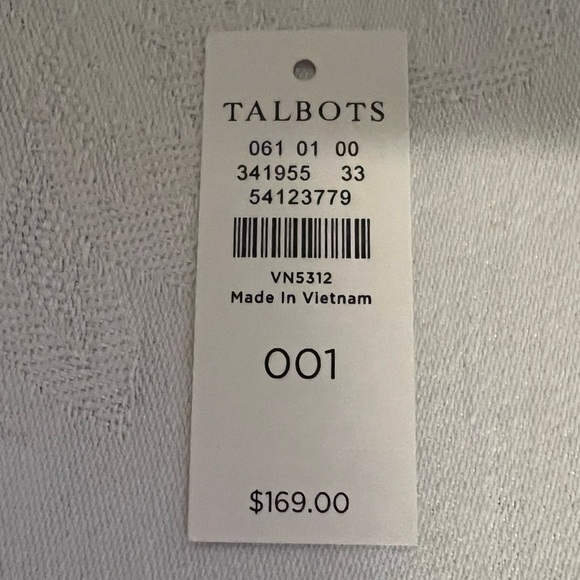 TALBOTS
061 01 00
341955 33
54123779
VN5312
Made In Vietnam
001
$169.00